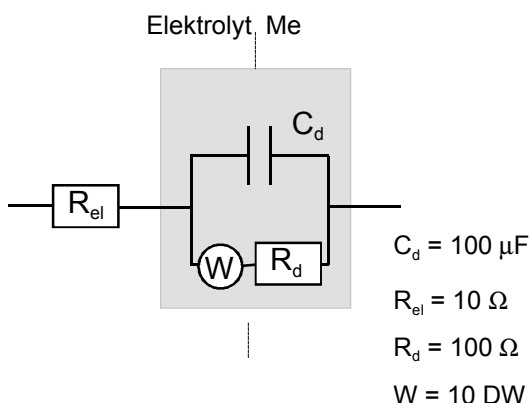 Elektrolyt Me
C_d
R_el
W
R_d
C_d = 100 μF
R_el = 10 Ω
R_d = 100 Ω
W = 10 DW